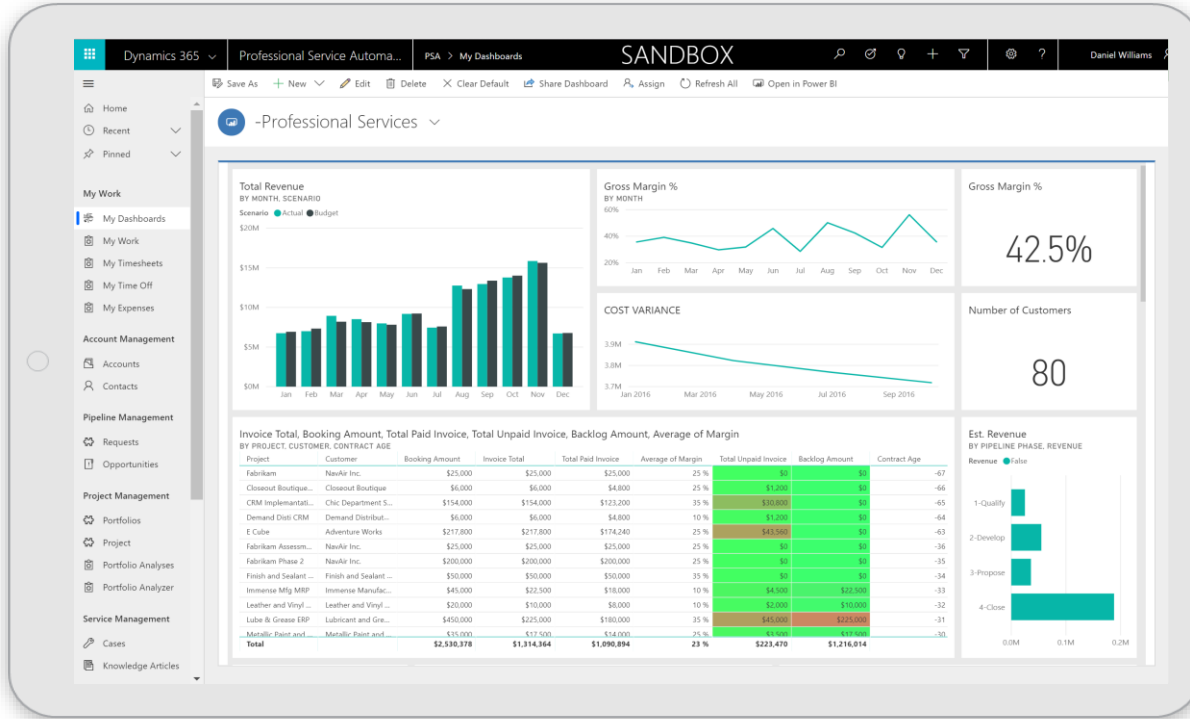 Dynamics 365 Professional Service Automa... PSA > My Dashboards SANDBOX ? Daniel Williams
Save As New Edit Delete Clear Default Share Dashboard Assign Refresh All Open in Power BI
-Professional Services
Home
Recent
Pinned
My Work
My Dashboards
My Work
My Timesheets
My Time Off
My Expenses
Account Management
Accounts
Contacts
Pipeline Management
Requests
Opportunities
Project Management
Portfolios
Project
Portfolio Analyses
Portfolio Analyzer
Service Management
Cases
Knowledge Articles
Total Revenue
BY MONTH, SCENARIO
Scenario Actual Budget
$20M
$15M
$10M
$5M
$0M
Jan Feb Mar Apr May Jun Jul Aug Sep Oct Nov Dec
Gross Margin %
BY MONTH
60%
40%
20%
Jan Feb Mar Apr May Jun Jul Aug Sep Oct Nov Dec
Gross Margin %
42.5%
COST VARIANCE
3.9M
3.8M
3.7M
Jan 2016 Mar 2016 May 2016 Jul 2016 Sep 2016
Number of Customers
80
Invoice Total, Booking Amount, Total Paid Invoice, Total Unpaid Invoice, Backlog Amount, Average of Margin
BY PROJECT, CUSTOMER, CONTRACT AGE
Project Customer Booking Amount Invoice Total Total Paid Invoice Average of Margin Total Unpaid Invoice Backlog Amount Contract Age
Fabrikam NavAir Inc. $25,000 $25,000 $25,000 25 % $0 $0 -67
Closeout Boutique... Closeout Boutique $6,000 $6,000 $4,800 25 % $1,200 $0 -66
CRM Implementati... Chic Department S... $154,000 $154,000 $123,200 35 % $30,800 $0 -65
Demand Disti CRM Demand Distribut... $6,000 $6,000 $4,800 10 % $1,200 $0 -64
E Cube Adventure Works $217,800 $217,800 $174,240 25 % $43,560 $0 -63
Fabrikam Assessm... NavAir Inc. $25,000 $25,000 $25,000 25 % $0 $0 -36
Fabrikam Phase 2 NavAir Inc. $200,000 $200,000 $200,000 25 % $0 $0 -35
Finish and Sealant ... Finish and Sealant ... $50,000 $50,000 $50,000 35 % $0 $0 -34
Immense Mfg MRP Immense Manufac... $45,000 $22,500 $18,000 10 % $4,500 $22,500 -33
Leather and Vinyl ... Leather and Vinyl ... $20,000 $10,000 $8,000 10 % $2,000 $10,000 -32
Lube & Grease ERP Lubricant and Gre... $450,000 $225,000 $180,000 35 % $45,000 $225,000 -31
Metallic Paint and ... Metallic Paint and ... $35,000 $17,500 $14,000 25 % $3,500 $17,500 -30
Total $2,530,378 $1,314,364 $1,090,894 23 % $223,470 $1,216,014
Est. Revenue
BY PIPELINE PHASE, REVENUE
Revenue False
1-Qualify
2-Develop
3-Propose
4-Close
0.0M 0.1M 0.2M